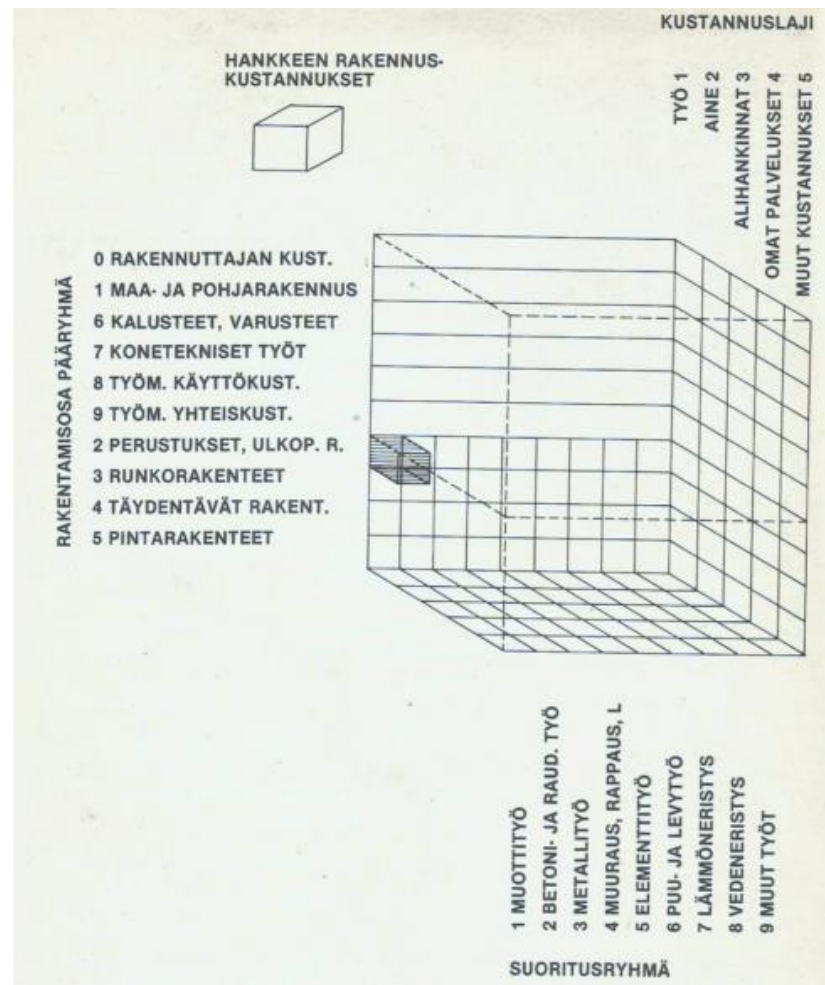 KUSTANNUSLAJI
HANKKEEN RAKENNUS-
KUSTANNUKSET
TYÖ 1
AINE 2
ALIHANKINNAT 3
OMAT PALVELUKSET 4
MUUT KUSTANNUKSET 5
RAKENTAMISOSA PÄÄRYHMÄ
0 RAKENNUTTAJAN KUST.
1 MAA- JA POHJARAKENNUS
6 KALUSTEET, VARUSTEET
7 KONETEKNISET TYÖT
8 TYÖM. KÄYTTÖKUST.
9 TYÖM. YHTEISKUST.
2 PERUSTUKSET, ULKOP. R.
3 RUNKORAKENTEET
4 TÄYDENTÄVÄT RAKENT.
5 PINTARAKENTEET
1 MUOTTITYÖ
2 BETONI- JA RAUD. TYÖ
3 METALLITYÖ
4 MUURAUS, RAPPAUS, L
5 ELEMENTTITYÖ
6 PUU- JA LEVYTYÖ
7 LÄMMÖNERISTYS
8 VEDENERISTYS
9 MUUT TYÖT
SUORITUSRYHMÄ